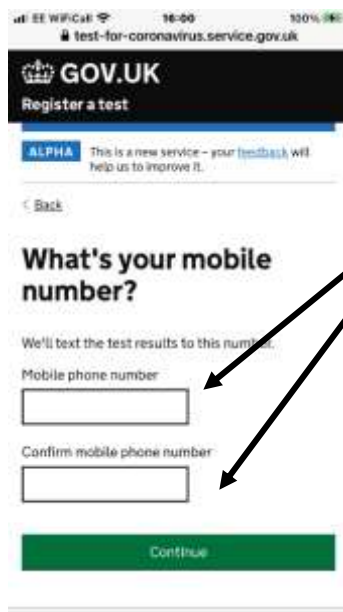 EE WiFiCall 16:00 100%
test-for-coronavirus.service.gov.uk
GOV.UK
Register a test
ALPHA This is a new service – your feedback will
help us to improve it.
Back
What's your mobile
number?
We'll text the test results to this number.
Mobile phone number
Confirm mobile phone number
Continue